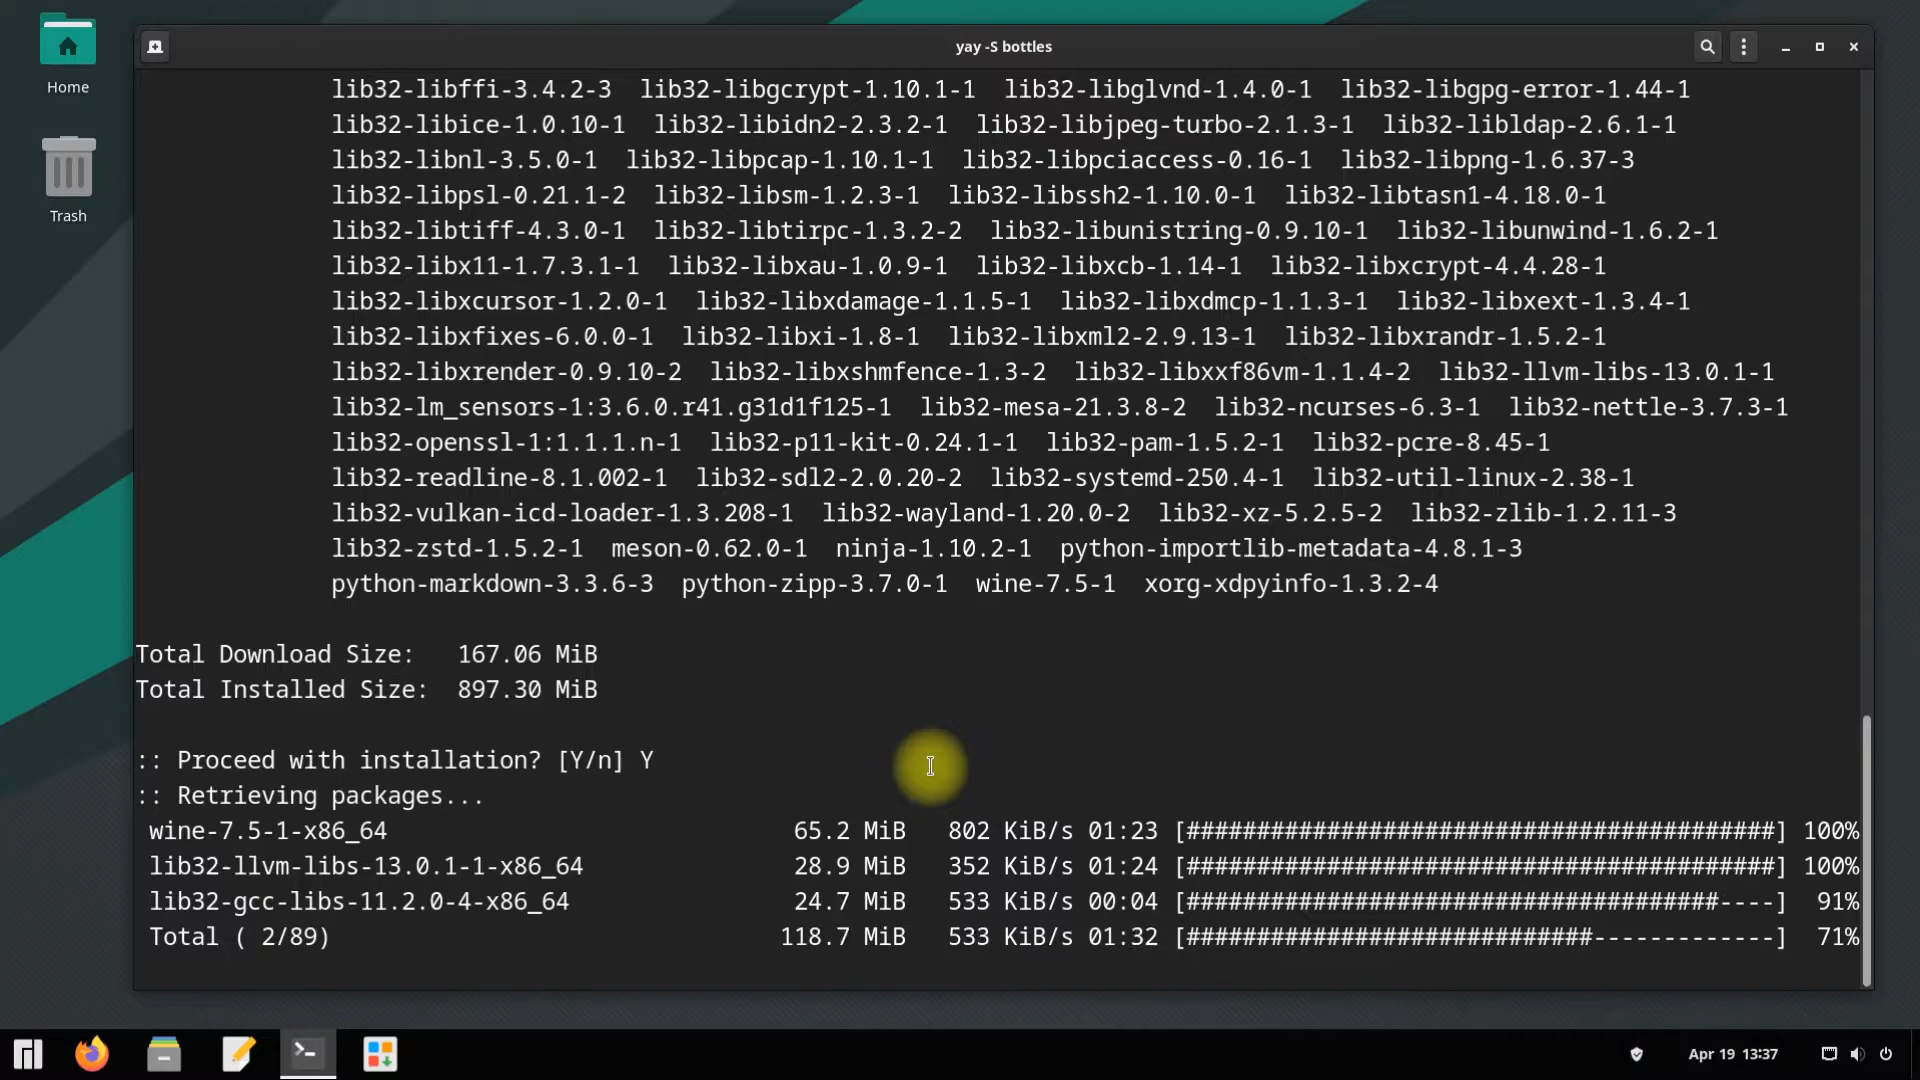 yay -S bottles
Home
Trash
lib32-libffi-3.4.2-3  lib32-libgcrypt-1.10.1-1  lib32-libglvnd-1.4.0-1  lib32-libgpg-error-1.44-1
lib32-libice-1.0.10-1  lib32-libidn2-2.3.2-1  lib32-libjpeg-turbo-2.1.3-1  lib32-libldap-2.6.1-1
lib32-libnl-3.5.0-1  lib32-libpcap-1.10.1-1  lib32-libpciaccess-0.16-1  lib32-libpng-1.6.37-3
lib32-libpsl-0.21.1-2  lib32-libsm-1.2.3-1  lib32-libssh2-1.10.0-1  lib32-libtasn1-4.18.0-1
lib32-libtiff-4.3.0-1  lib32-libtirpc-1.3.2-2  lib32-libunistring-0.9.10-1  lib32-libunwind-1.6.2-1
lib32-libx11-1.7.3.1-1  lib32-libxau-1.0.9-1  lib32-libxcb-1.14-1  lib32-libxcrypt-4.4.28-1
lib32-libxcursor-1.2.0-1  lib32-libxdamage-1.1.5-1  lib32-libxdmcp-1.1.3-1  lib32-libxext-1.3.4-1
lib32-libxfixes-6.0.0-1  lib32-libxi-1.8-1  lib32-libxml2-2.9.13-1  lib32-libxrandr-1.5.2-1
lib32-libxrender-0.9.10-2  lib32-libxshmfence-1.3-2  lib32-libxxf86vm-1.1.4-2  lib32-llvm-libs-13.0.1-1
lib32-lm_sensors-1:3.6.0.r41.g31d1f125-1  lib32-mesa-21.3.8-2  lib32-ncurses-6.3-1  lib32-nettle-3.7.3-1
lib32-openssl-1:1.1.1.n-1  lib32-p11-kit-0.24.1-1  lib32-pam-1.5.2-1  lib32-pcre-8.45-1
lib32-readline-8.1.002-1  lib32-sdl2-2.0.20-2  lib32-systemd-250.4-1  lib32-util-linux-2.38-1
lib32-vulkan-icd-loader-1.3.208-1  lib32-wayland-1.20.0-2  lib32-xz-5.2.5-2  lib32-zlib-1.2.11-3
lib32-zstd-1.5.2-1  meson-0.62.0-1  ninja-1.10.2-1  python-importlib-metadata-4.8.1-3
python-markdown-3.3.6-3  python-zipp-3.7.0-1  wine-7.5-1  xorg-xdpyinfo-1.3.2-4
Total Download Size:   167.06 MiB
Total Installed Size:  897.30 MiB
:: Proceed with installation? [Y/n] Y
:: Retrieving packages...
wine-7.5-1-x86_64  65.2 MiB  802 KiB/s 01:23 [##########################################] 100%
lib32-llvm-libs-13.0.1-1-x86_64  28.9 MiB  352 KiB/s 01:24 [##########################################] 100%
lib32-gcc-libs-11.2.0-4-x86_64  24.7 MiB  533 KiB/s 00:04 [######################################----]  91%
Total ( 2/89)  118.7 MiB  533 KiB/s 01:32 [#############################-------------]  71%
Apr 19 13:37